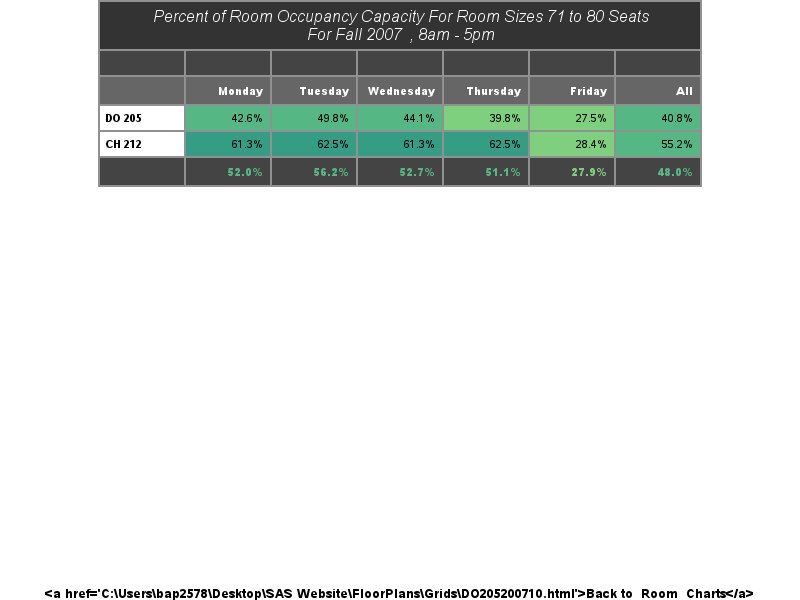 Percent of Room Occupancy Capacity For Room Sizes 71 to 80 Seats
For Fall 2007 , 8am - 5pm
Monday Tuesday Wednesday Thursday Friday All
DO 205 42.6% 49.8% 44.1% 39.8% 27.5% 40.8%
CH 212 61.3% 62.5% 61.3% 62.5% 28.4% 55.2%
52.0% 56.2% 52.7% 51.1% 27.9% 48.0%
<a href='C:\Users\bap2578\Desktop\SAS Website\FloorPlans\Grids\DO205200710.html'>Back to Room Charts</a>